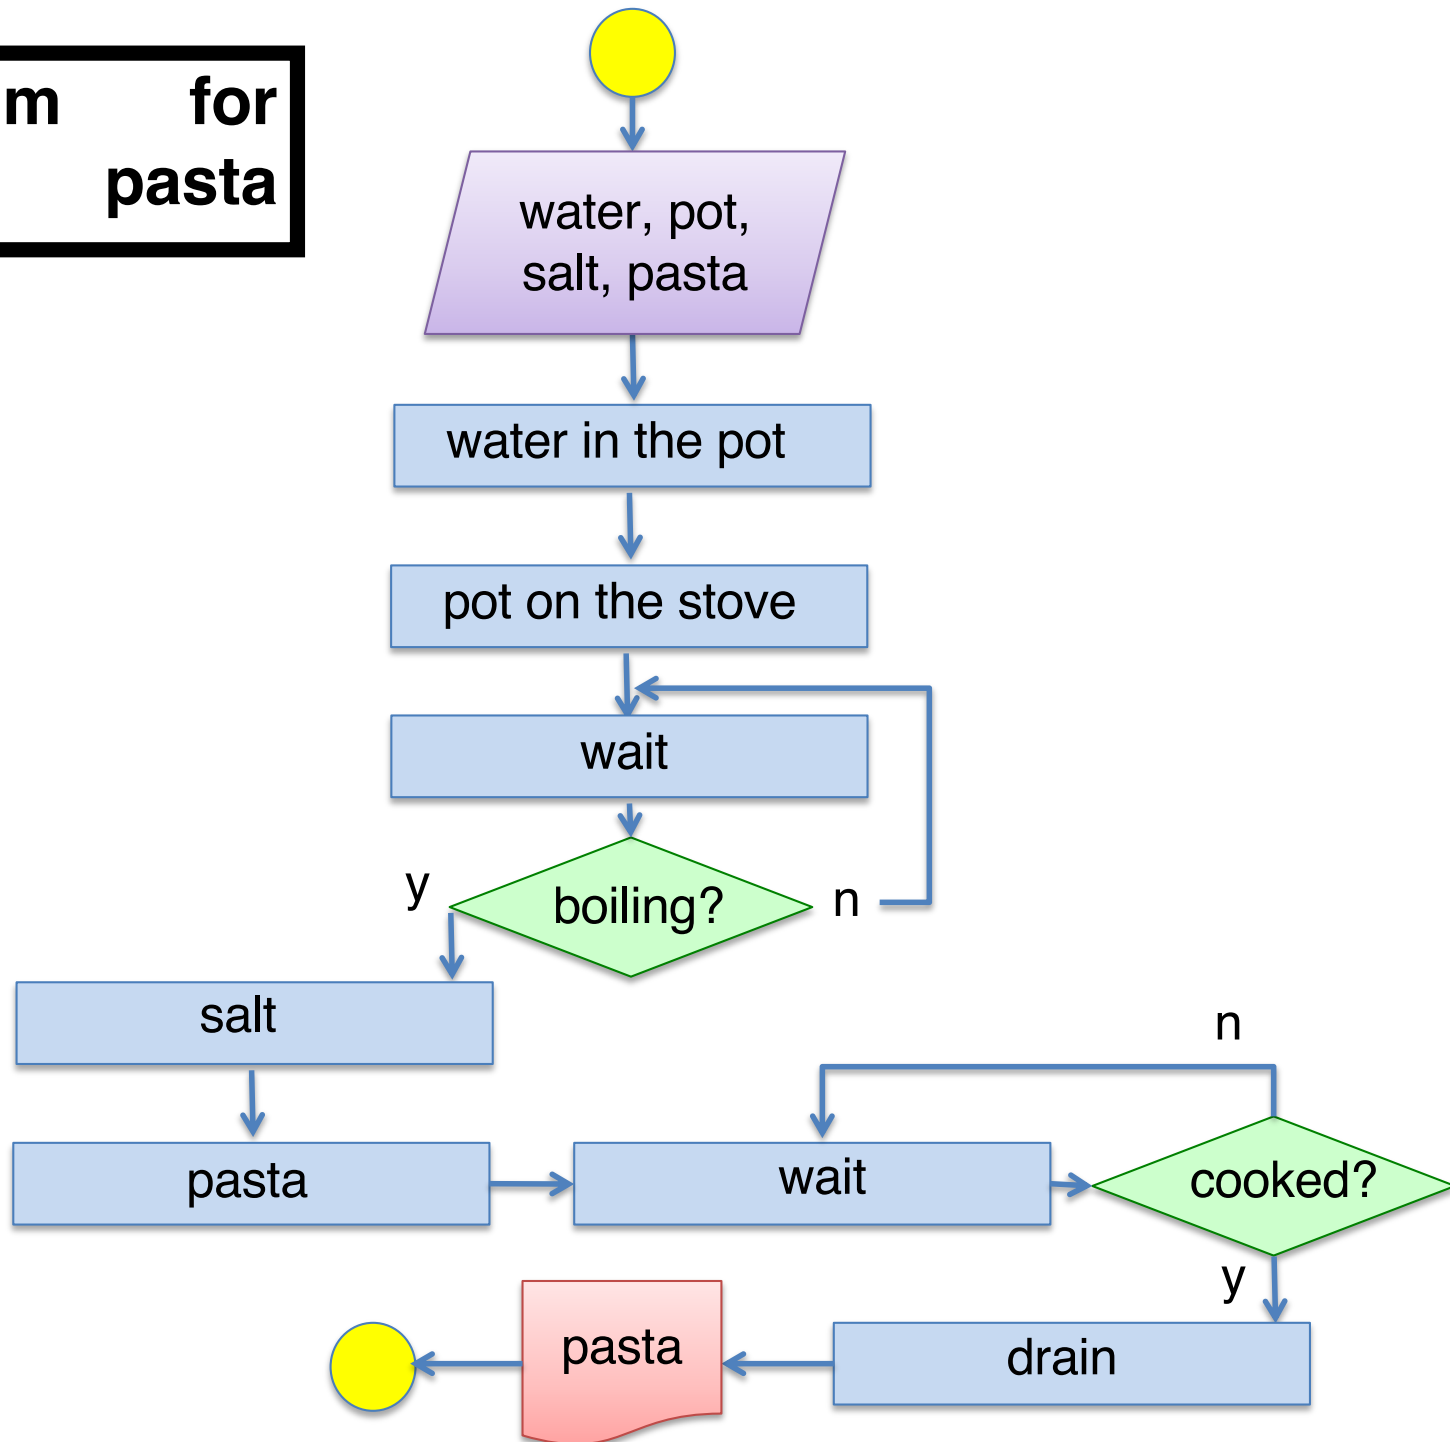 m for
pasta
water, pot,
salt, pasta
water in the pot
pot on the stove
wait
y
boiling?
n
salt
n
pasta
wait
cooked?
y
pasta
drain